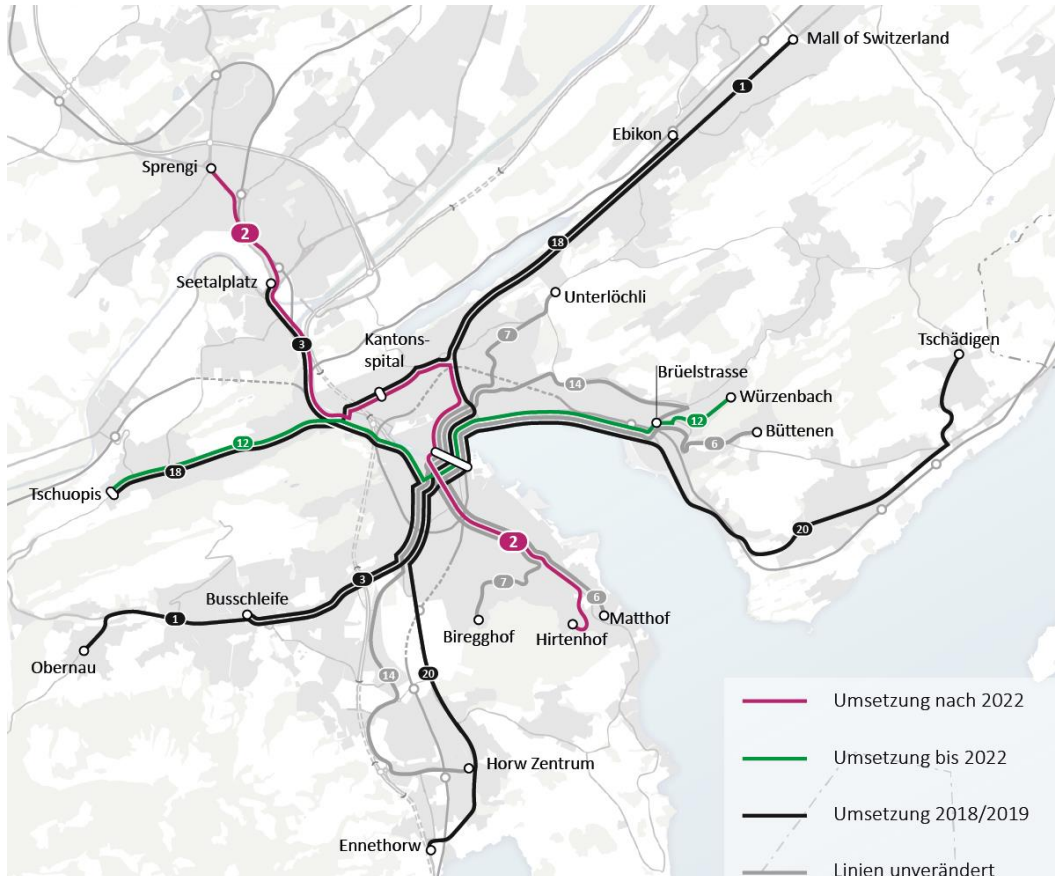 Mall of Switzerland
1
Ebikon
Sprengi
2
18
Seetalplatz
Unterlöchli
Kantons-
spital
3
7
Tschädigen
Brüelstrasse
14
Würzenbach
12
12
Büttenen
6
18
Tschuopis
20
2
3
7
6
Busschleife
1
Matthof
Biregghof
Hirtenhof
Obernau
20
14
Umsetzung nach 2022
Umsetzung bis 2022
Horw Zentrum
Umsetzung 2018/2019
Ennethorw
Linien unverändert